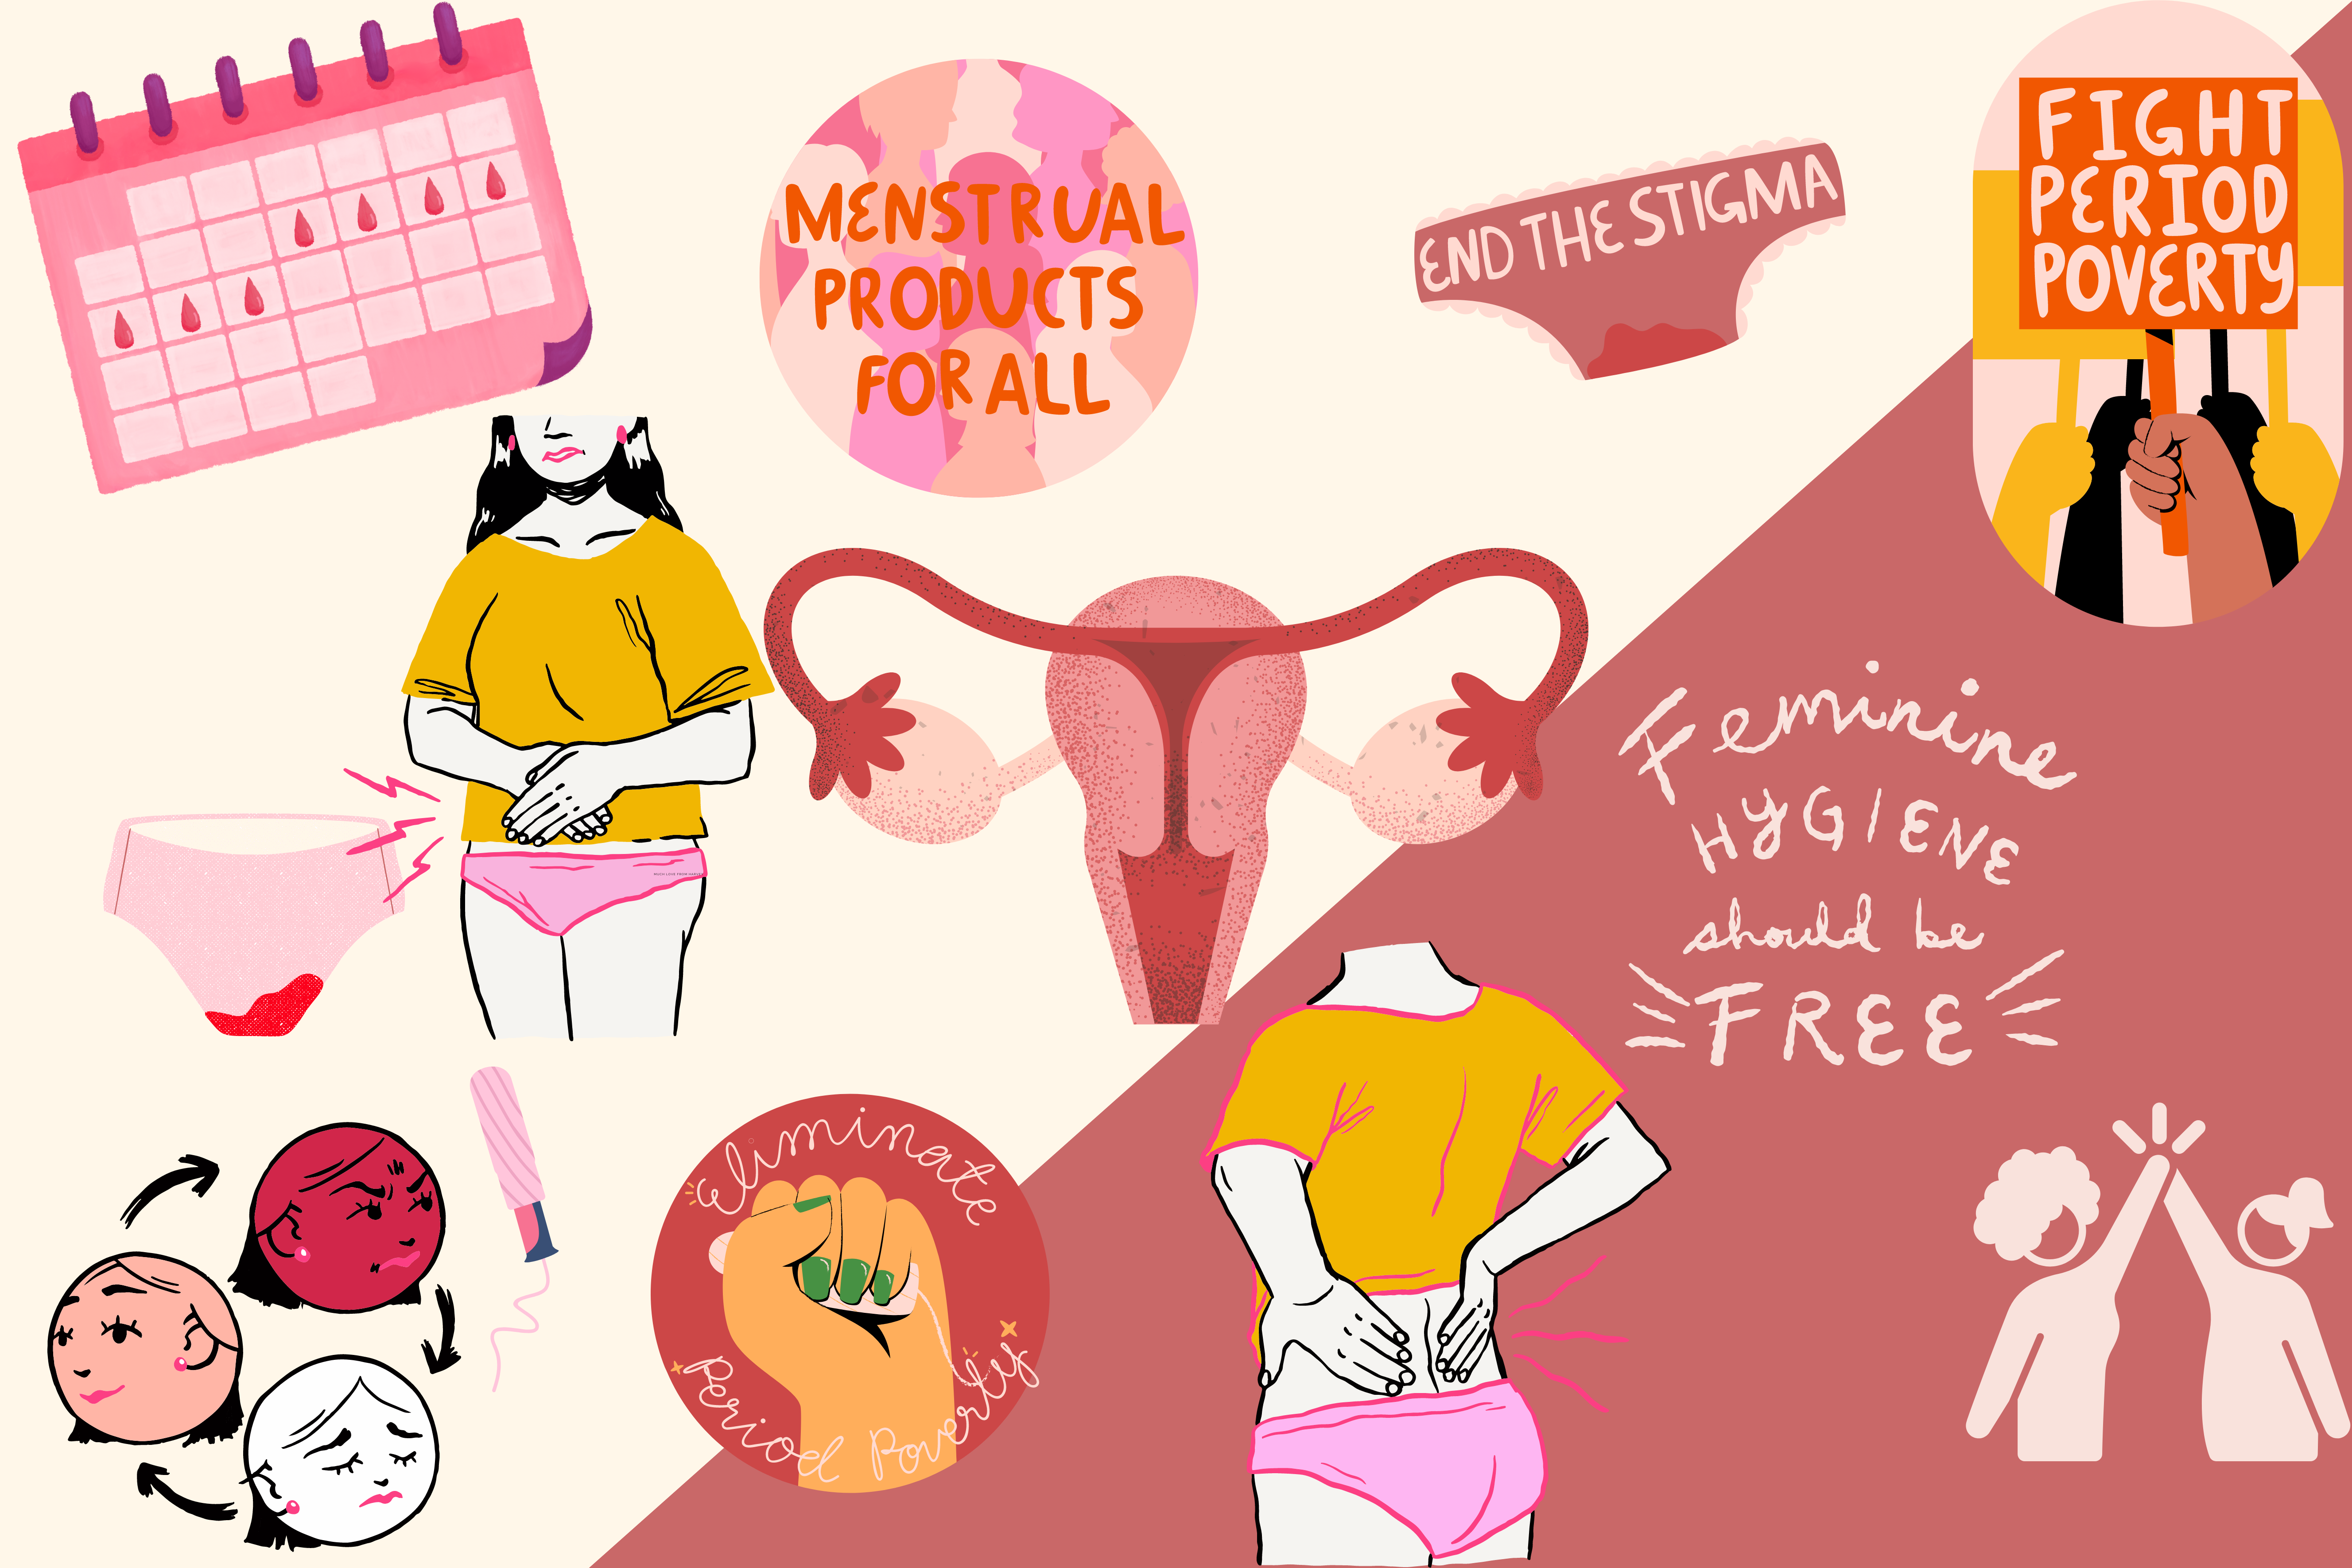 MENSTRUAL
PRODUCTS
FOR ALL
END THE STIGMA
FIGHT
PERIOD
POVERTY
Feminine
HYGIENE
should be
FREE
eliminate
Period Poverty